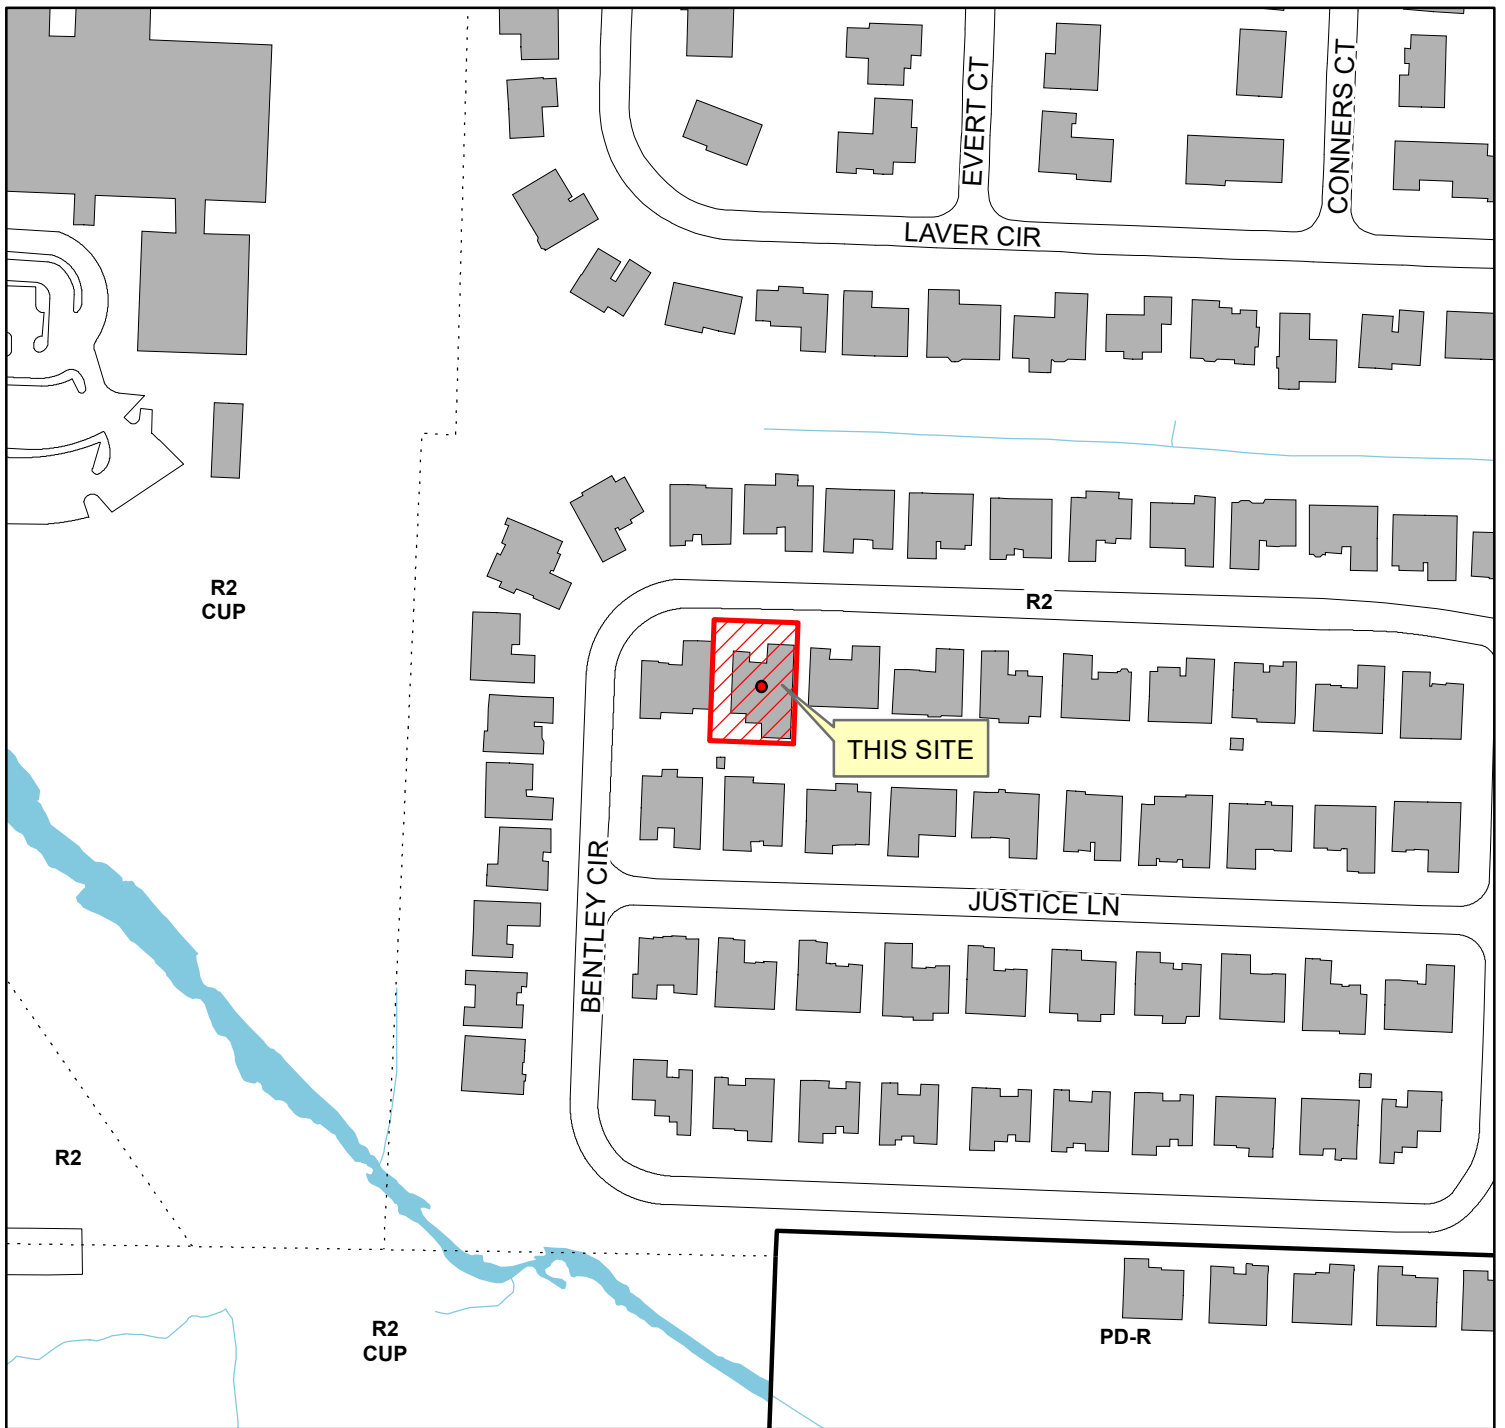 EVERT CT
CONNERS CT
LAVER CIR
R2
CUP
R2
THIS SITE
BENTLEY CIR
JUSTICE LN
R2
R2
CUP
PD-R